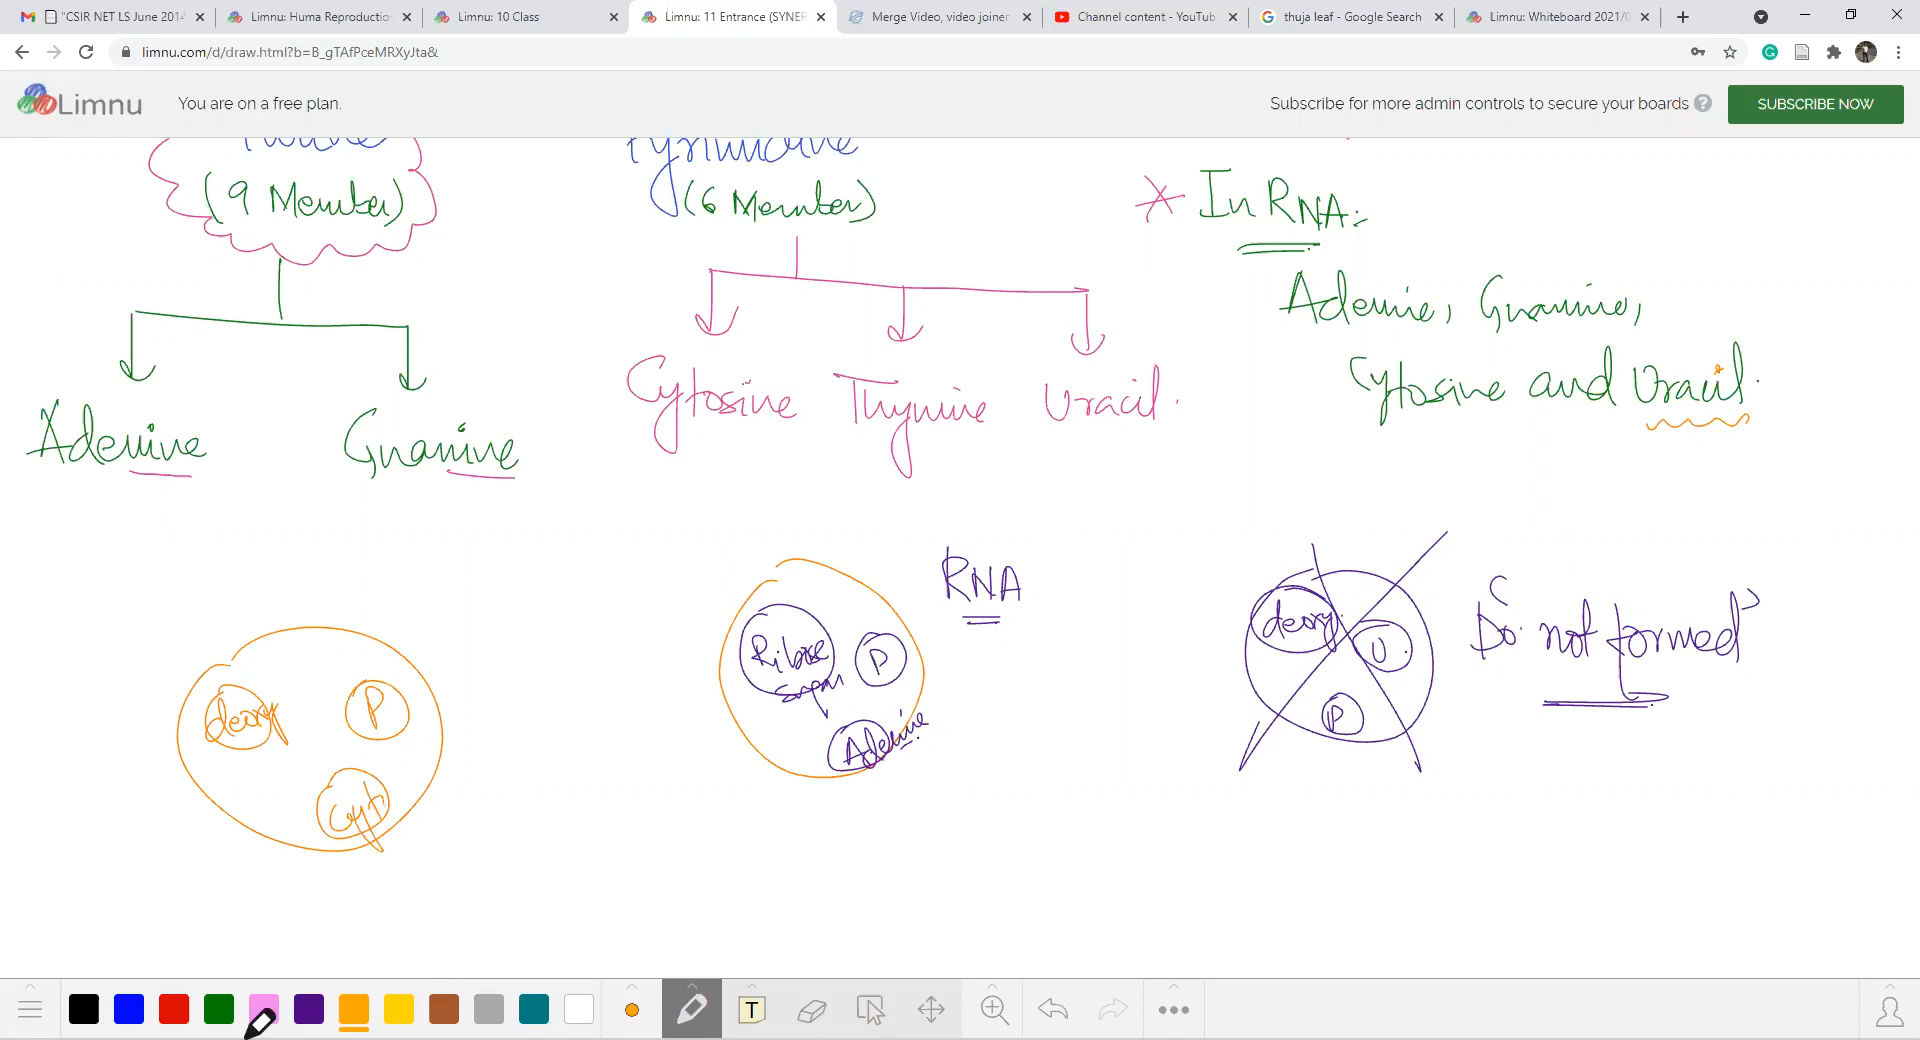 "CSIR NET LS June 2014
Limnu: Huma Reproductio
Limnu: 10 Class
Limnu: 11 Entrance (SYNER
Merge Video, video joiner
Channel content - YouTub
thuja leaf - Google Search
Limnu: Whiteboard 2021/0
limnu.com/d/draw.html?b=B_gTAfPceMRXyJta&
Limnu
You are on a free plan.
Subscribe for more admin controls to secure your boards ?
SUBSCRIBE NOW
Purine
Pyrimidine
(9 Member)
(6 Member)
In RNA:
Adenine, Guanine,
Cytosine and Uracil.
Adenine
Guanine
Cytosine
Thymine
Uracil.
RNA
Ribose
sugar
P
Adenine
deoxy
U
P
"Do not formed"
deoxy
P
Cyt
T